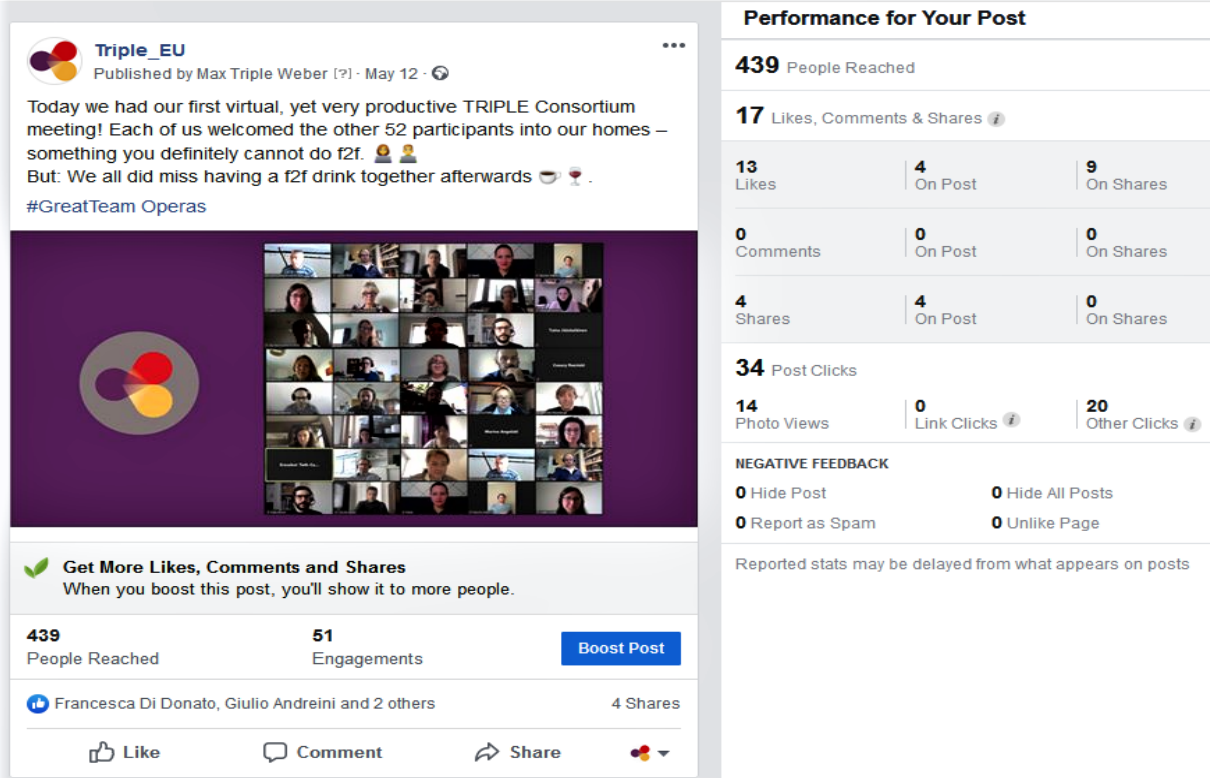 Triple_EU
Published by Max Triple Weber [?] · May 12 ·
Today we had our first virtual, yet very productive TRIPLE Consortium
meeting! Each of us welcomed the other 52 participants into our homes –
something you definitely cannot do f2f.
But: We all did miss having a f2f drink together afterwards .
#GreatTeam Operas
Get More Likes, Comments and Shares
When you boost this post, you'll show it to more people.
439
People Reached
51
Engagements
Boost Post
Francesca Di Donato, Giulio Andreini and 2 others
4 Shares
Like
Comment
Share
Performance for Your Post
439 People Reached
17 Likes, Comments & Shares
13
Likes
4
On Post
9
On Shares
0
Comments
0
On Post
0
On Shares
4
Shares
4
On Post
0
On Shares
34 Post Clicks
14
Photo Views
0
Link Clicks
20
Other Clicks
NEGATIVE FEEDBACK
0 Hide Post
0 Hide All Posts
0 Report as Spam
0 Unlike Page
Reported stats may be delayed from what appears on posts